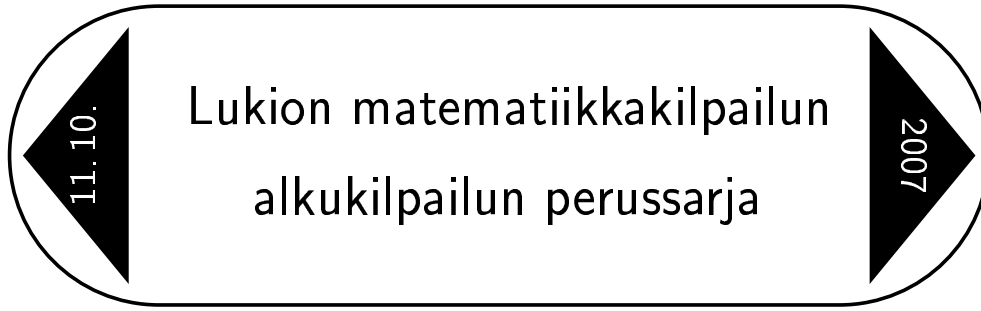 11. 10.
Lukion matematiikkakilpailun
alkukilpailun perussarja
2007